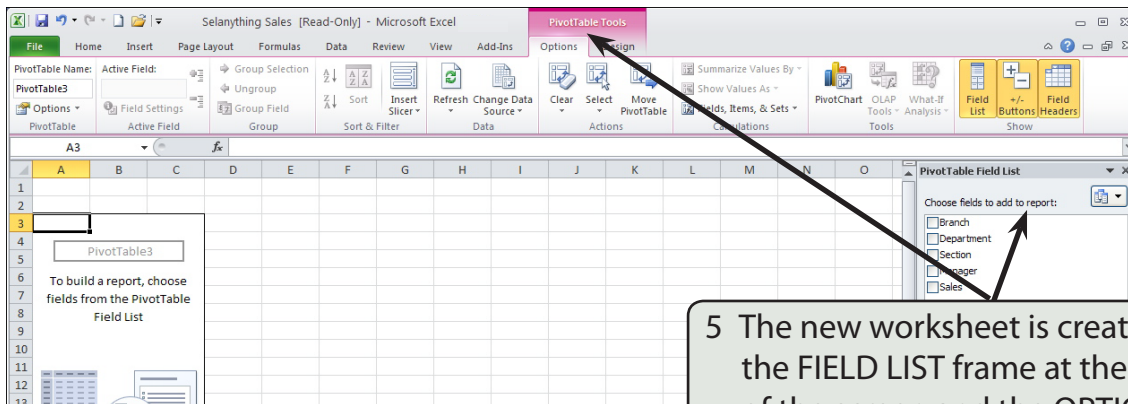 Selanything Sales [Read-Only] - Microsoft Excel
PivotTable Tools
File Home Insert Page Layout Formulas Data Review View Add-Ins Options
PivotTable Name: Active Field: Group Selection Summarize Values By
PivotTable3 Ungroup Show Values As
Options Field Settings Group Field Sort Insert Slicer Refresh Change Data Source Clear Select Move PivotTable Fields, Items, & Sets PivotChart OLAP Tools What-If Analysis Field List +/- Buttons Field Headers
PivotTable Active Field Group Sort & Filter Data Actions Calculations Tools Show
A3 fx
A B C D E F G H I J K L M N O PivotTable Field List
1
2
Choose fields to add to report:
3
Branch
4
Department
PivotTable3
5
Section
6
To build a report, choose
Manager
7
fields from the PivotTable
Sales
8
Field List
9
10
11
12
13
5 The new worksheet is creat
the FIELD LIST frame at the